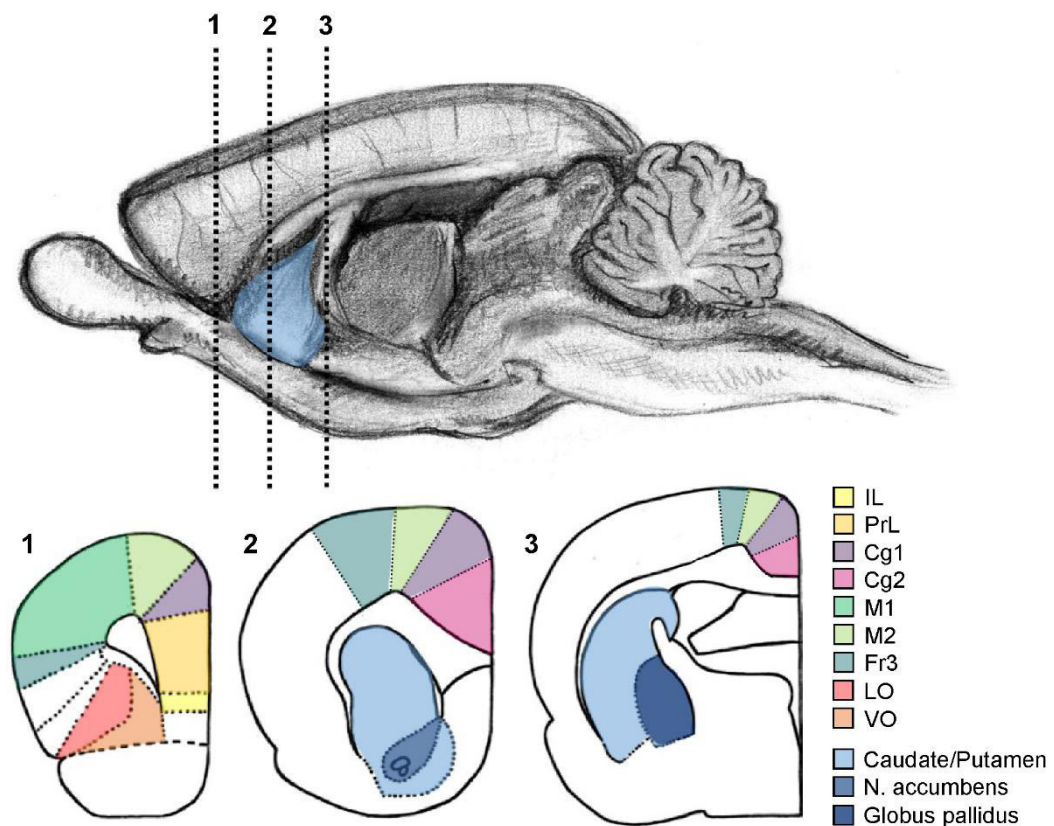 1 2 3
1
2
3
IL
PrL
Cg1
Cg2
M1
M2
Fr3
LO
VO
Caudate/Putamen
N. accumbens
Globus pallidus